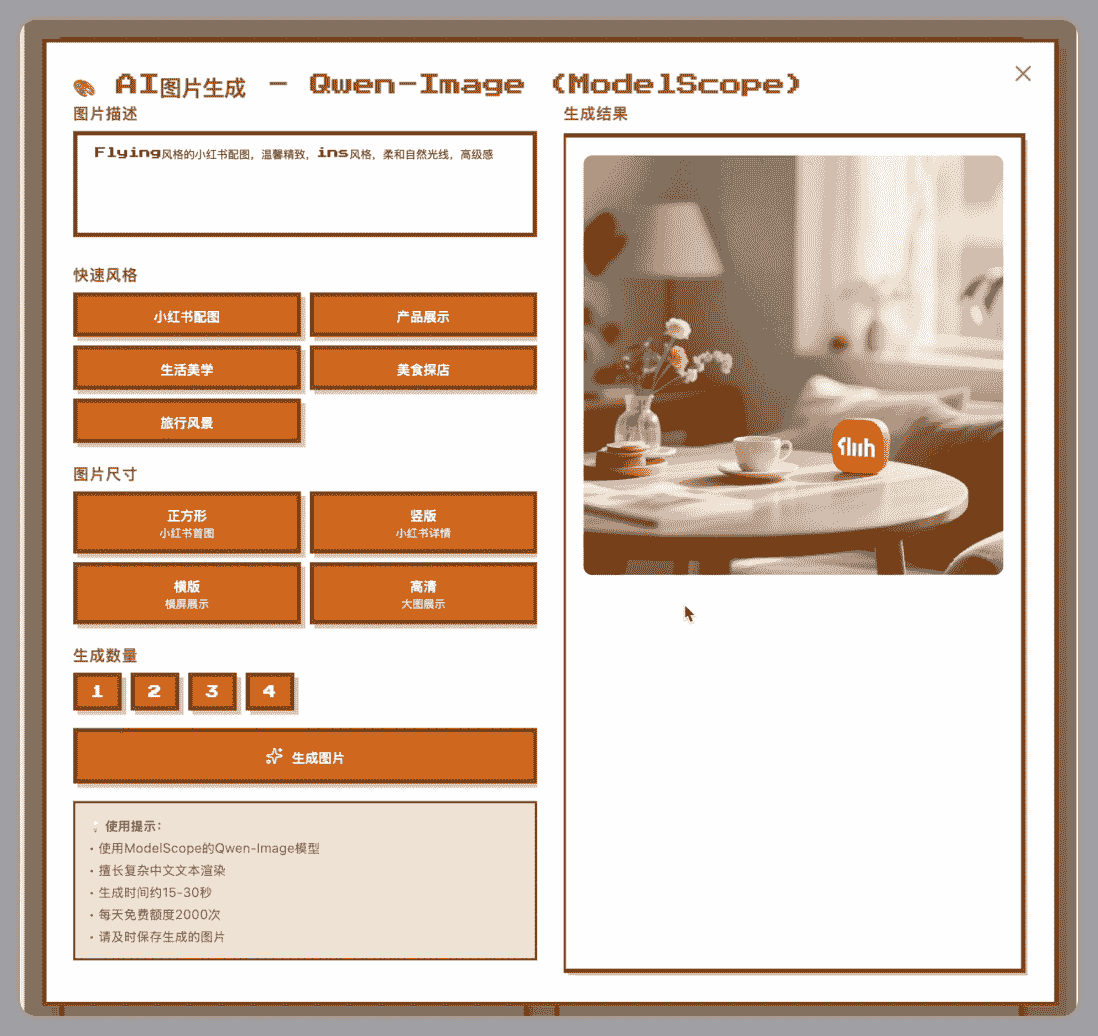 AI图片生成 - Qwen-Image (ModelScope)
图片描述
Flying风格的小红书配图，温馨精致，ins风格，柔和自然光线，高级感
快速风格
小红书配图
产品展示
生活美学
美食探店
旅行风景
图片尺寸
正方形
小红书首图
竖版
小红书详情
横版
横屏展示
高清
大图展示
生成数量
1
2
3
4
生成图片
使用提示：
• 使用ModelScope的Qwen-Image模型
• 擅长复杂中文文本渲染
• 生成时间约15-30秒
• 每天免费额度2000次
• 请及时保存生成的图片
生成结果